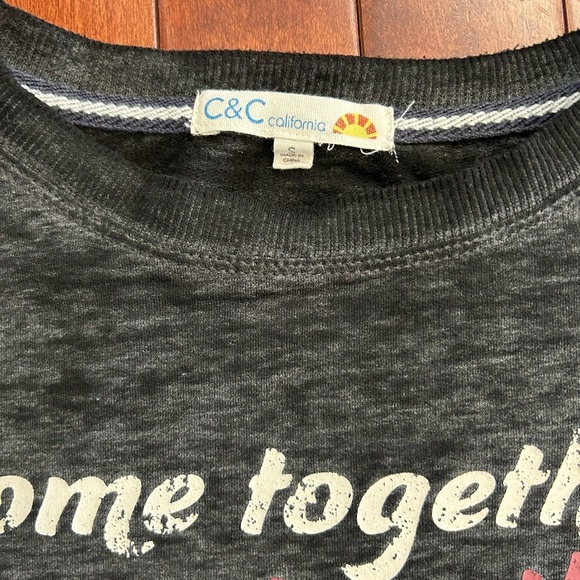 C&C california
S
MADE IN
CHINA
ome togeth